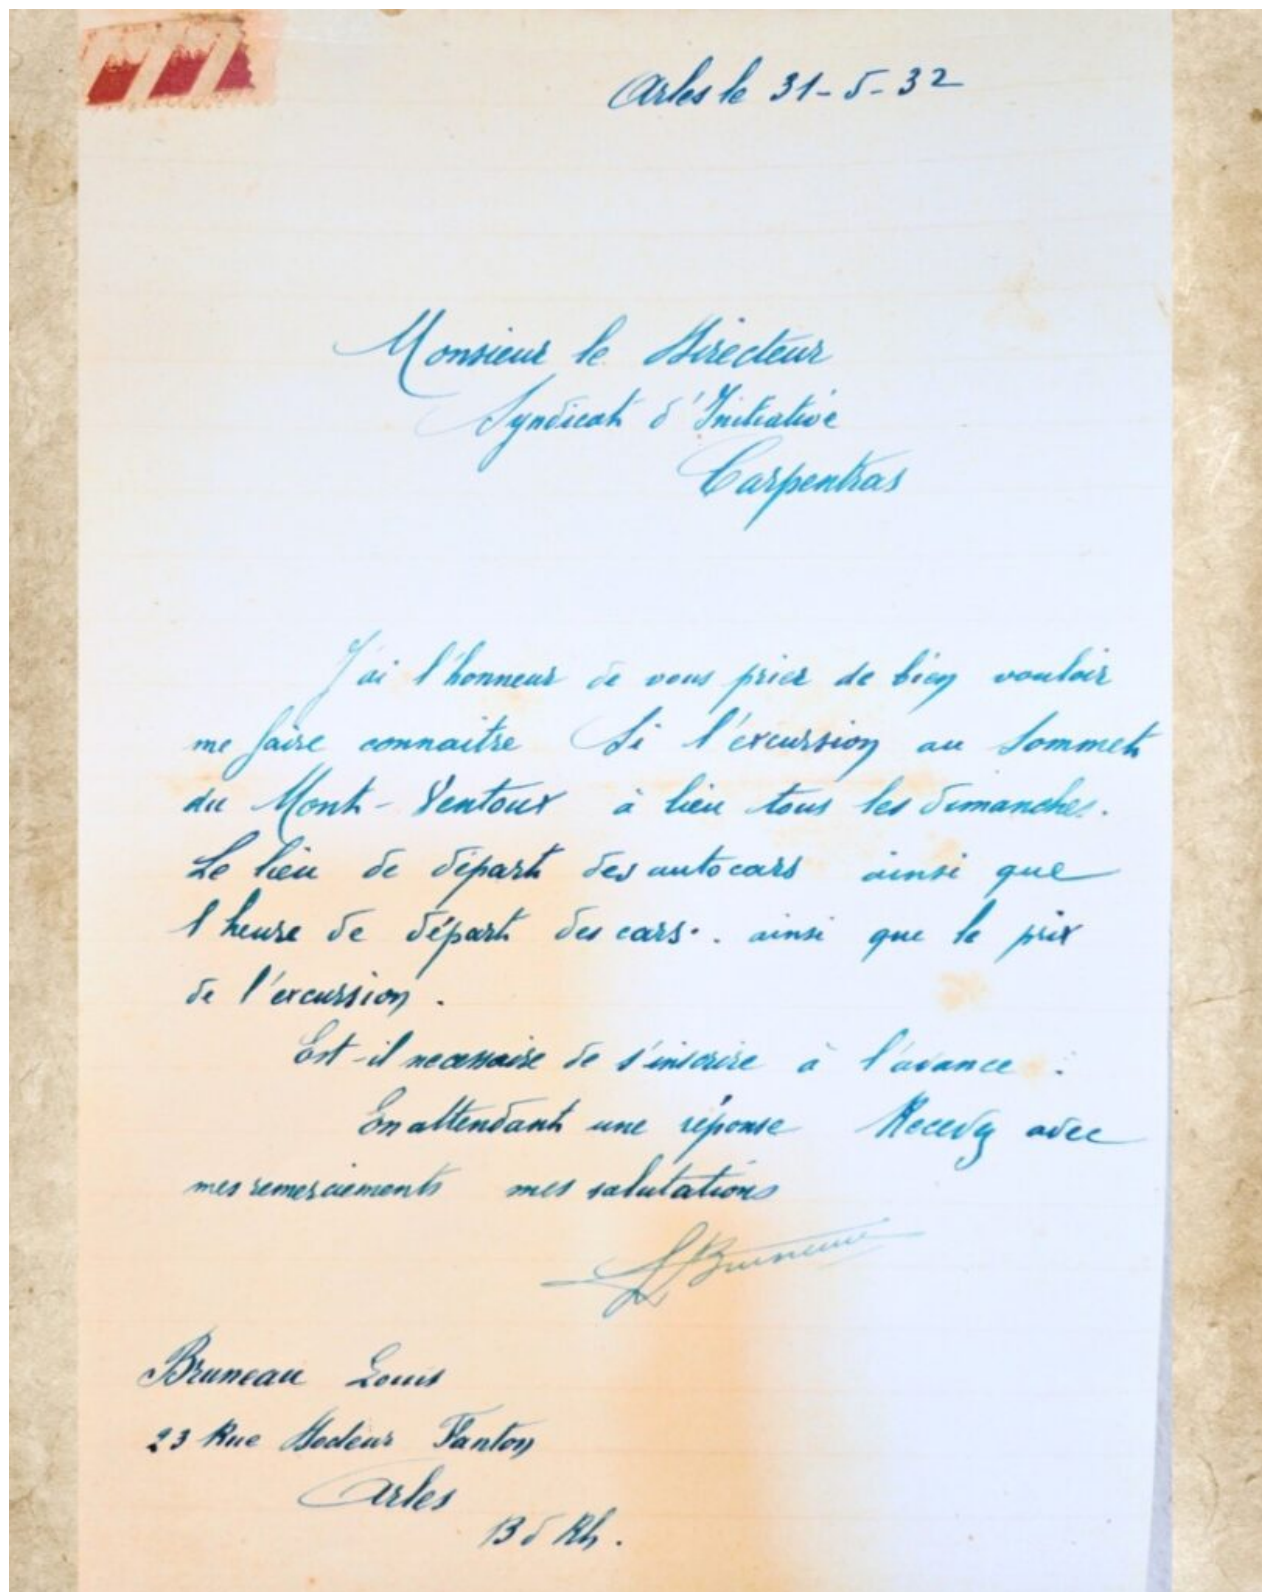 Arles le 31-5-32
Monsieur le Directeur
Syndicat d'Initiative
Carpentras
J'ai l'honneur de vous prier de bien vouloir
me faire connaitre Si l'excursion au Sommet
du Mont-Ventoux à lieu tous les dimanches.
Le lieu de départ des autocars ainsi que
l'heure de départ des cars.. ainsi que le prix
de l'excursion.
Est-il necessaire de s'inscrire à l'avance :
En attendant une réponse Recevez avec
mes remerciements mes salutations
LBruneau
Bruneau Louis
23 Rue Docteur Fanton
Arles
B d Rh.